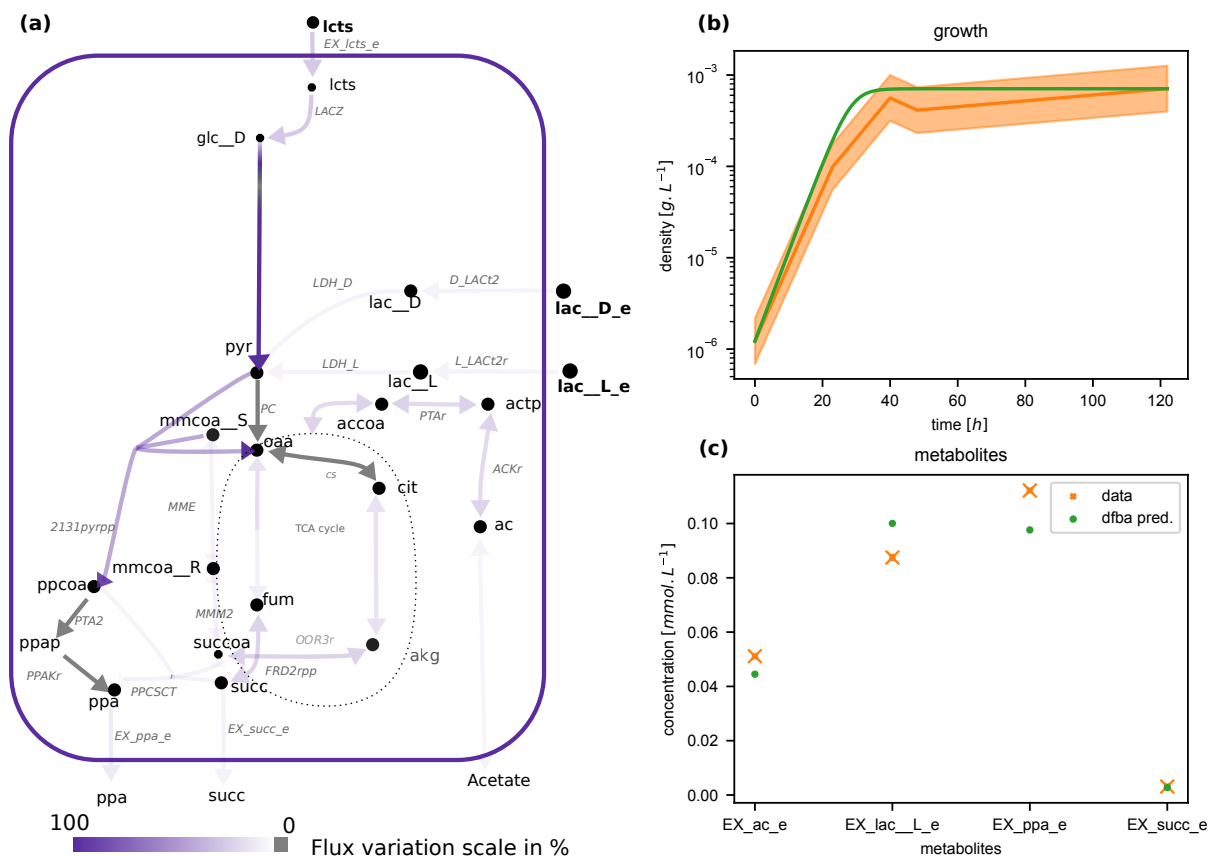 (a)
lcts
EX_lcts_e
lcts
LACZ
glc__D
LDH_D
D_LACt2
lac__D
lac__D_e
pyr
LDH_L
L_LACt2r
lac__L
lac__L_e
PC
mmcoa__S
accoa
PTAr
actp
oaa
cs
cit
ACKr
2131pyrpp
MME
TCA cycle
ac
mmcoa__R
ppcoa
fum
PTA2
MMM2
ppap
succoa
OOR3r
akg
PPAKr
FRD2rpp
ppa
PPCSCT
succ
EX_ppa_e
EX_succ_e
Acetate
ppa
succ
100
0
Flux variation scale in %
(b)
growth
density [g. L⁻¹]
10⁻³
10⁻⁴
10⁻⁵
10⁻⁶
0 20 40 60 80 100 120
time [h]
(c)
metabolites
data
dfba pred.
concentration [mmol. L⁻¹]
0.10
0.08
0.06
0.04
0.02
0.00
EX_ac_e EX_lac__L_e EX_ppa_e EX_succ_e
metabolites